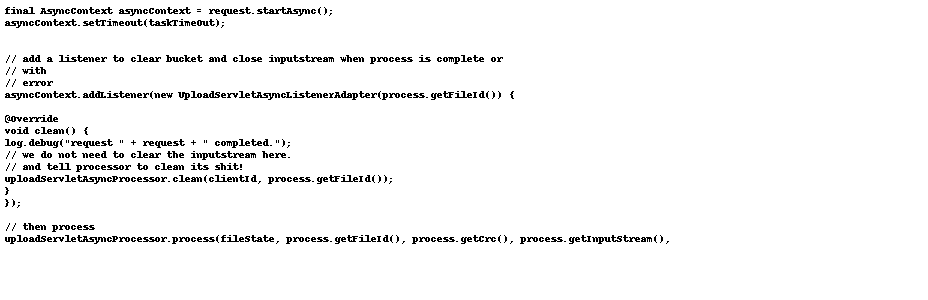 final AsyncContext asyncContext = request.startAsync();
asyncContext.setTimeout(taskTimeOut);
// add a listener to clear bucket and close inputstream when process is complete or
// with
// error
asyncContext.addListener(new UploadServletAsyncListenerAdapter(process.getFileId()) {
@Override
void clean() {
log.debug("request " + request + " completed.");
// we do not need to clear the inputstream here.
// and tell processor to clean its shit!
uploadServletAsyncProcessor.clean(clientId, process.getFileId());
}
});
// then process
uploadServletAsyncProcessor.process(fileState, process.getFileId(), process.getCrc(), process.getInputStream(),